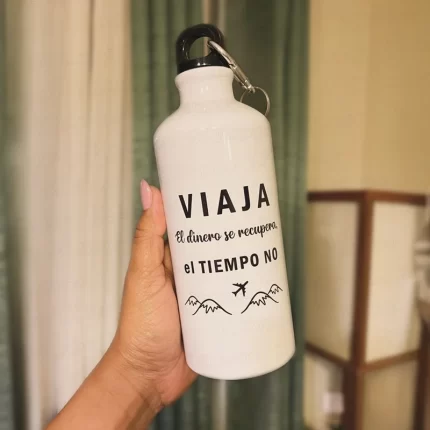 VIAJA
El dinero se recupera,
el TIEMPO NO